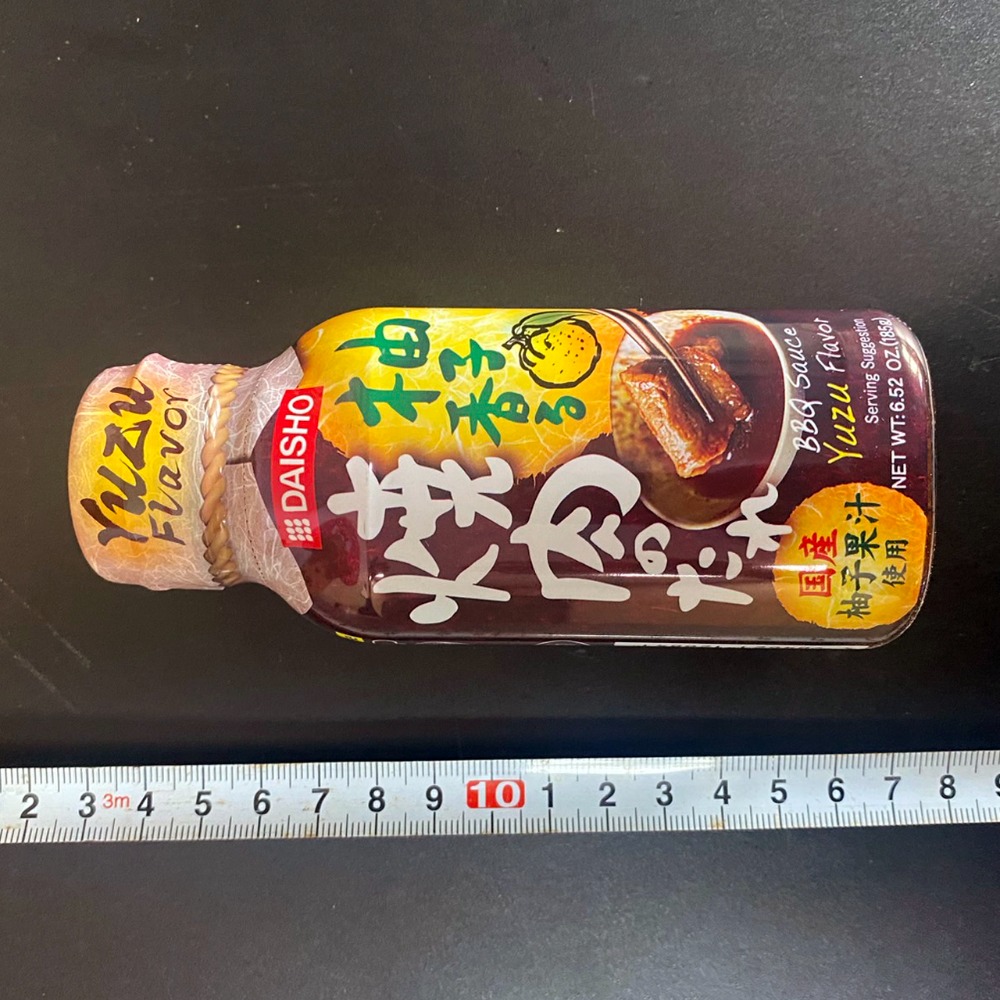 Yuzu
Flavor
DAISHO
柚子
香る
焼肉の
たれ
BBQ Sauce
Yuzu Flavor
Serving Suggestion
NET WT: 6.52 OZ.(185g)
国産
柚子果汁
使用
2 3 3m 4 5 6 7 8 9 10 1 2 3 4 5 6 7 8 9